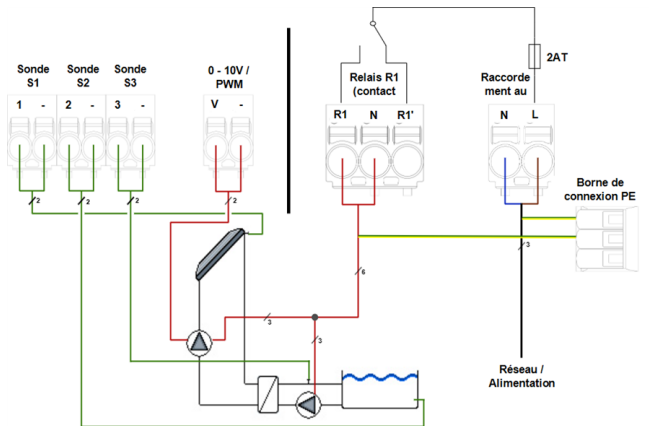 Sonde
S1
Sonde
S2
Sonde
S3
0 - 10V /
PWM
Relais R1
(contact
2AT
Raccorde
ment au
1 -
2 -
3 -
V -
R1 N R1'
N L
Borne de
connexion PE
2
2
2
2
3
6
3
3
Réseau /
Alimentation